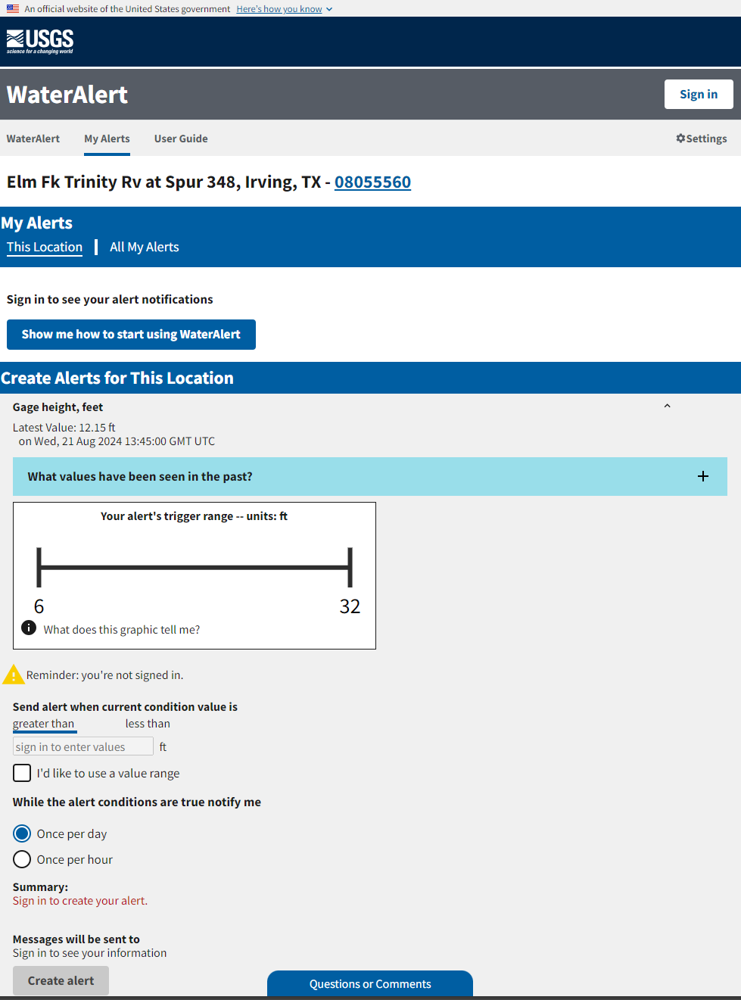 An official website of the United States government Here's how you know
USGS
science for a changing world
WaterAlert
Sign in
WaterAlert My Alerts User Guide Settings
Elm Fk Trinity Rv at Spur 348, Irving, TX - 08055560
My Alerts
This Location All My Alerts
Sign in to see your alert notifications
Show me how to start using WaterAlert
Create Alerts for This Location
Gage height, feet
Latest Value: 12.15 ft
on Wed, 21 Aug 2024 13:45:00 GMT UTC
What values have been seen in the past?
Your alert's trigger range -- units: ft
6 32
What does this graphic tell me?
Reminder: you're not signed in.
Send alert when current condition value is
greater than less than
sign in to enter values ft
I'd like to use a value range
While the alert conditions are true notify me
Once per day
Once per hour
Summary:
Sign in to create your alert.
Messages will be sent to
Sign in to see your information
Create alert
Questions or Comments